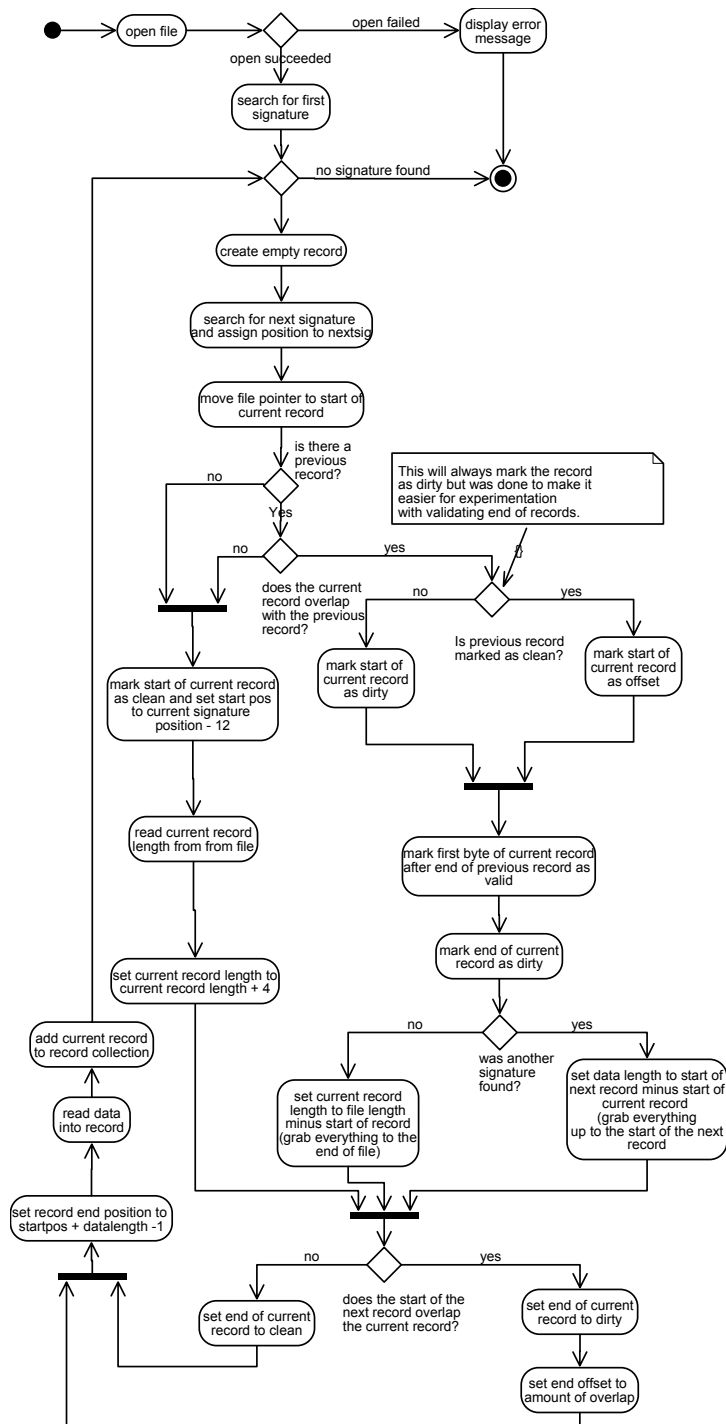 open file
open failed
display error
message
open succeeded
search for first
signature
no signature found
create empty record
search for next signature
and assign position to nextsig
move file pointer to start of
current record
is there a
previous
record?
no
Yes
This will always mark the record
as dirty but was done to make it
easier for experimentation
with validating end of records.
{}
no
yes
does the current
record overlap
with the previous
record?
no
yes
Is previous record
marked as clean?
mark start of
current record
as dirty
mark start of
current record
as offset
mark start of current record
as clean and set start pos
to current signature
position - 12
read current record
length from from file
mark first byte of current record
after end of previous record as
valid
mark end of current
record as dirty
set current record length to
current record length + 4
no
yes
was another
signature
found?
add current record
to record collection
set current record
length to file length
minus start of record
(grab everything to the
end of file)
set data length to start of
next record minus start of
current record
(grab everything
up to the start of the next
record
read data
into record
set record end position to
startpos + datalength -1
no
yes
does the start of the
next record overlap
the current record?
set end of current
record to clean
set end of current
record to dirty
set end offset to
amount of overlap